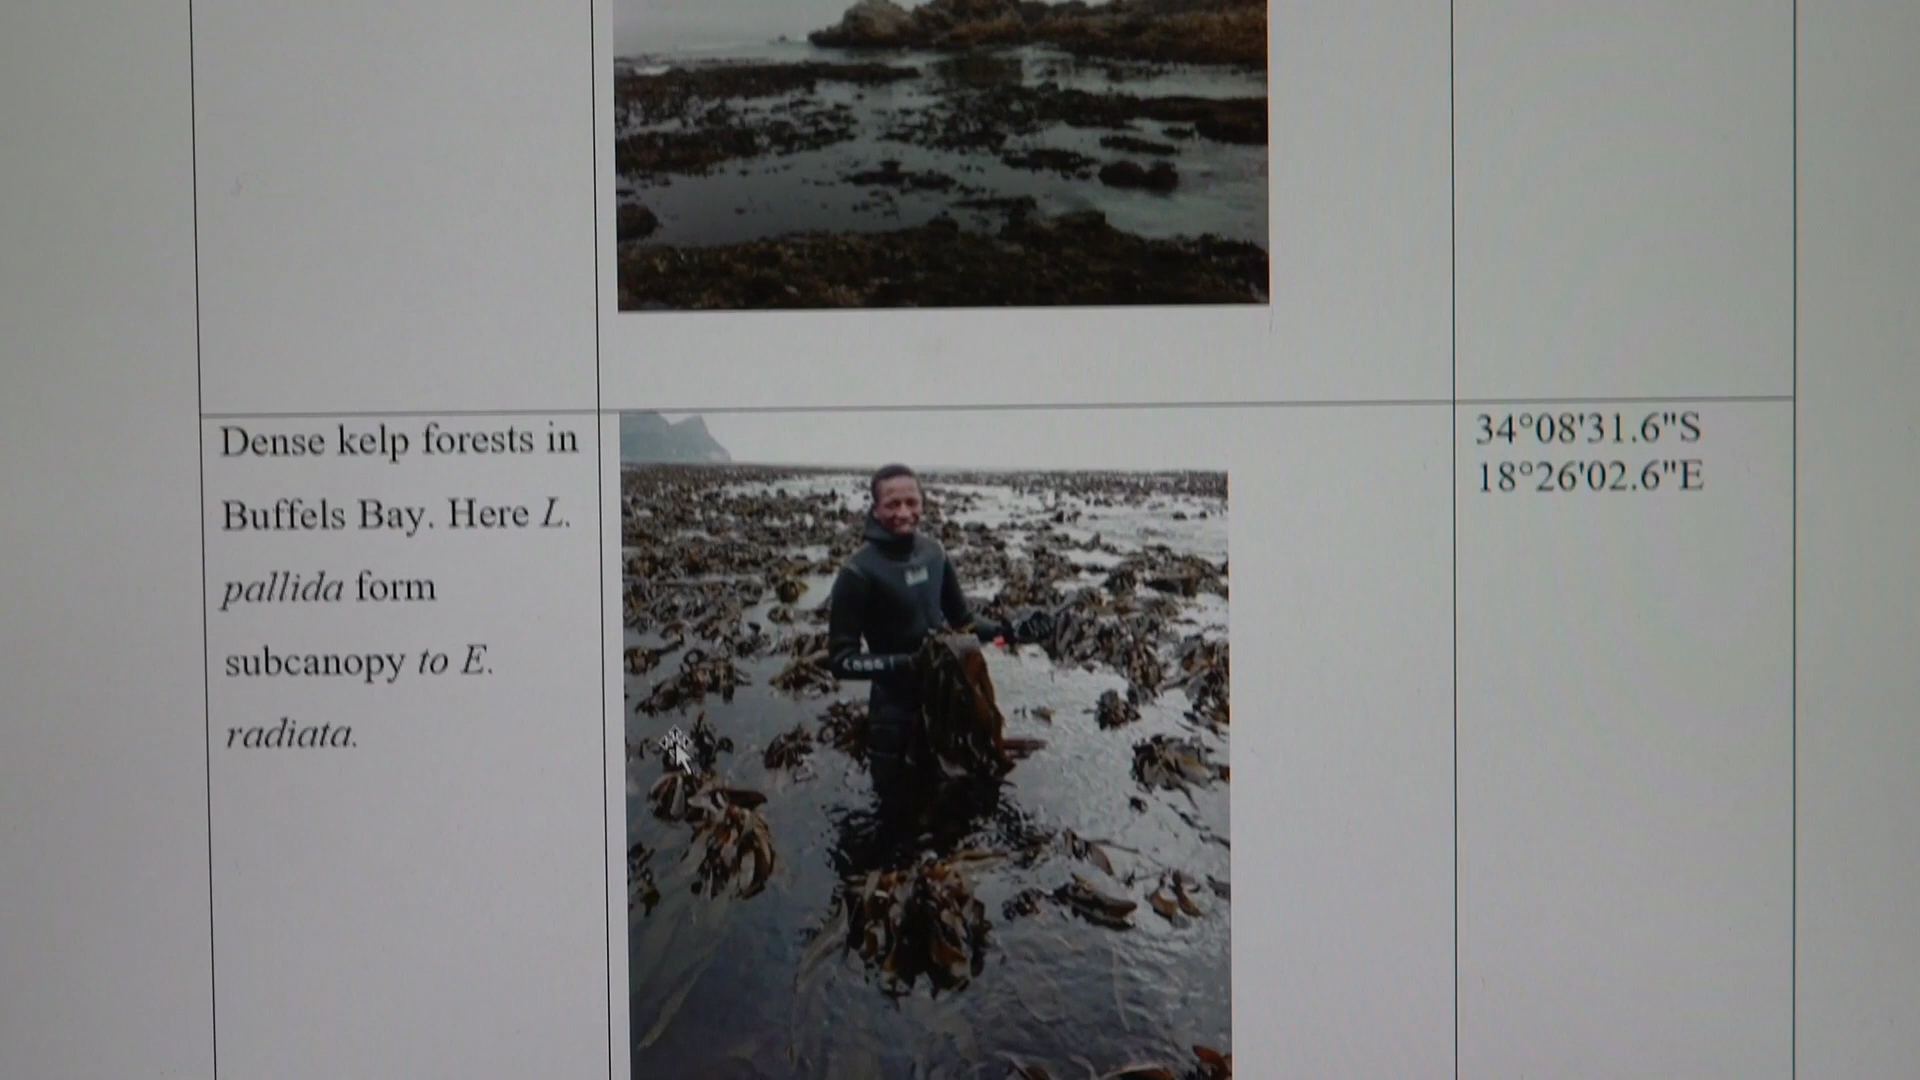 Dense kelp forests in
Buffels Bay. Here L.
pallida form
subcanopy to E.
radiata.
34°08'31.6"S
18°26'02.6"E